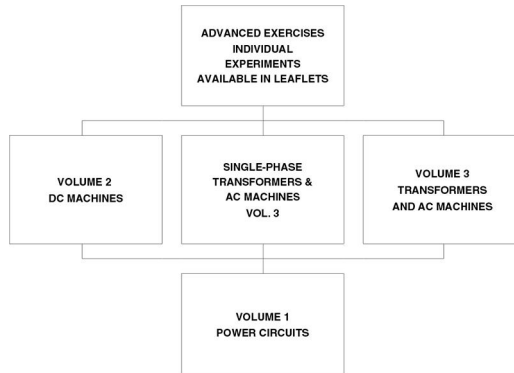 ADVANCED EXERCISES
INDIVIDUAL
EXPERIMENTS
AVAILABLE IN LEAFLETS
VOLUME 2
DC MACHINES
SINGLE-PHASE
TRANSFORMERS &
AC MACHINES
VOL. 3
VOLUME 3
TRANSFORMERS
AND AC MACHINES
VOLUME 1
POWER CIRCUITS